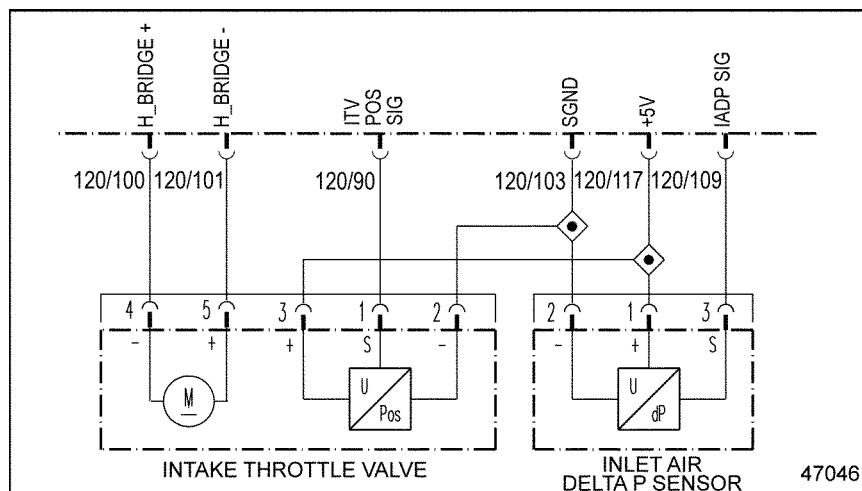 H_BRIDGE +
H_BRIDGE -
ITV
POS
SIG
SGND
+5V
IADP SIG
120/100 120/101 120/90 120/103 120/117 120/109
4 5 3 1 2 2 1 3
- + + S - - + S
M U Pos U dP
INTAKE THROTTLE VALVE
INLET AIR
DELTA P SENSOR
47046